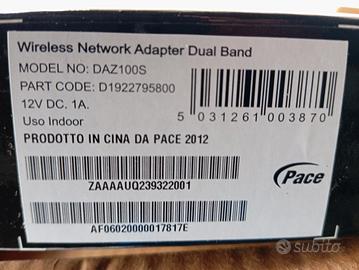 Wireless Network Adapter Dual Band
MODEL NO: DAZ100S
PART CODE: D1922795800
12V DC. 1A.
Uso Indoor
5 031261 003870
PRODOTTO IN CINA DA PACE 2012
ZAAAAUQ239322001
Pace
AF06020000017817E
subito